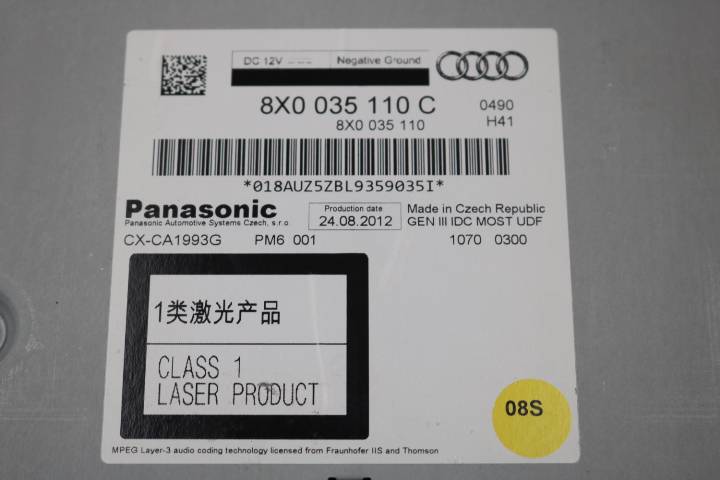 DC 12V Negative Ground
8X0 035 110 C 0490
8X0 035 110 H41
*018AUZ5ZBL9359035I*
Panasonic Production date Made in Czech Republic
Panasonic Automotive Systems Czech, s.r.o 24.08.2012 GEN III IDC MOST UDF
CX-CA1993G PM6 001 1070 0300
1类激光产品
CLASS 1
LASER PRODUCT
08S
MPEG Layer-3 audio coding technology licensed from Fraunhofer IIS and Thomson